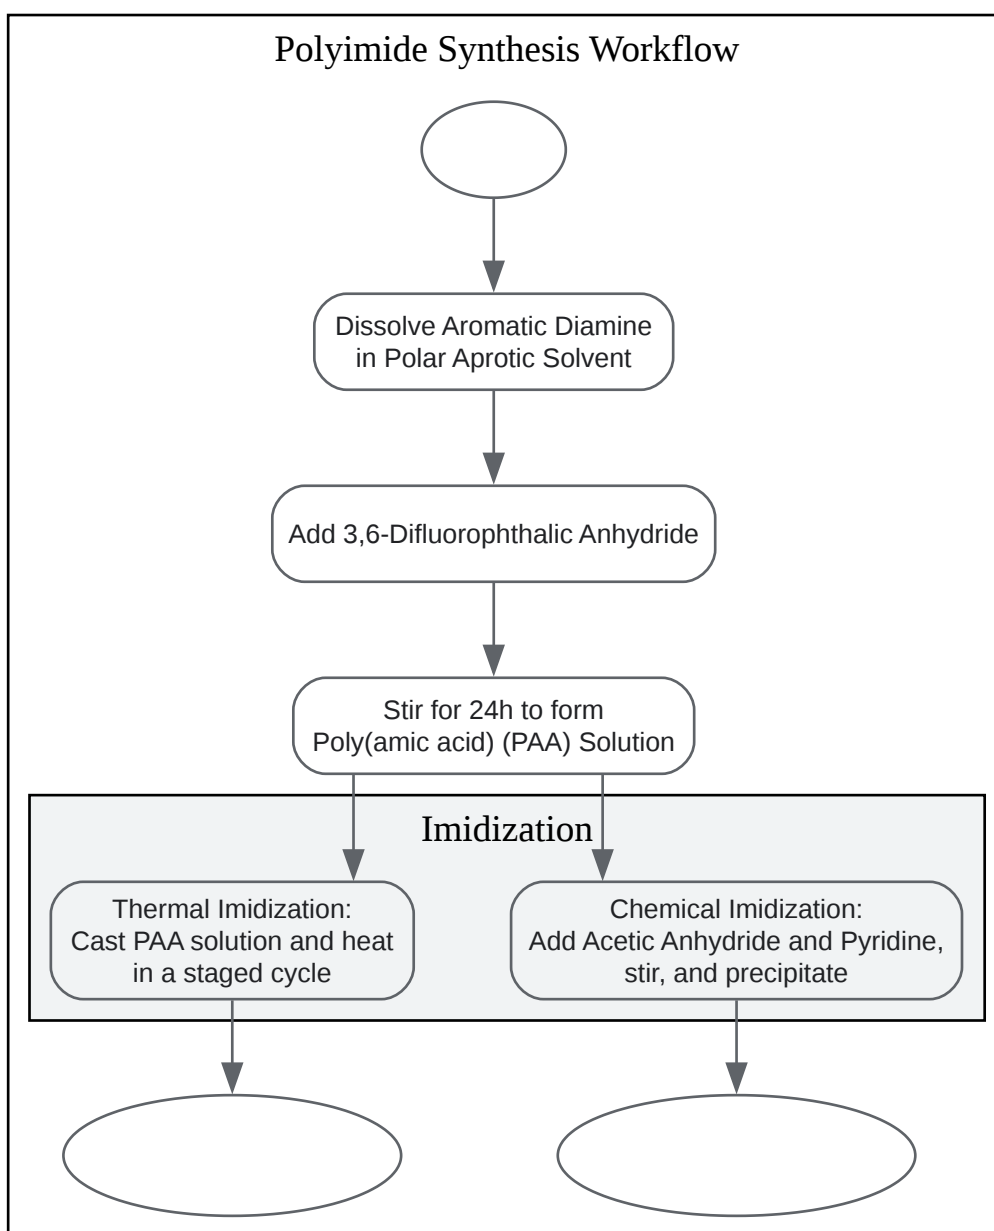 Polyimide Synthesis Workflow
Dissolve Aromatic Diamine
in Polar Aprotic Solvent
Add 3,6-Difluorophthalic Anhydride
Stir for 24h to form
Poly(amic acid) (PAA) Solution
Imidization
Thermal Imidization:
Cast PAA solution and heat
in a staged cycle
Chemical Imidization:
Add Acetic Anhydride and Pyridine,
stir, and precipitate